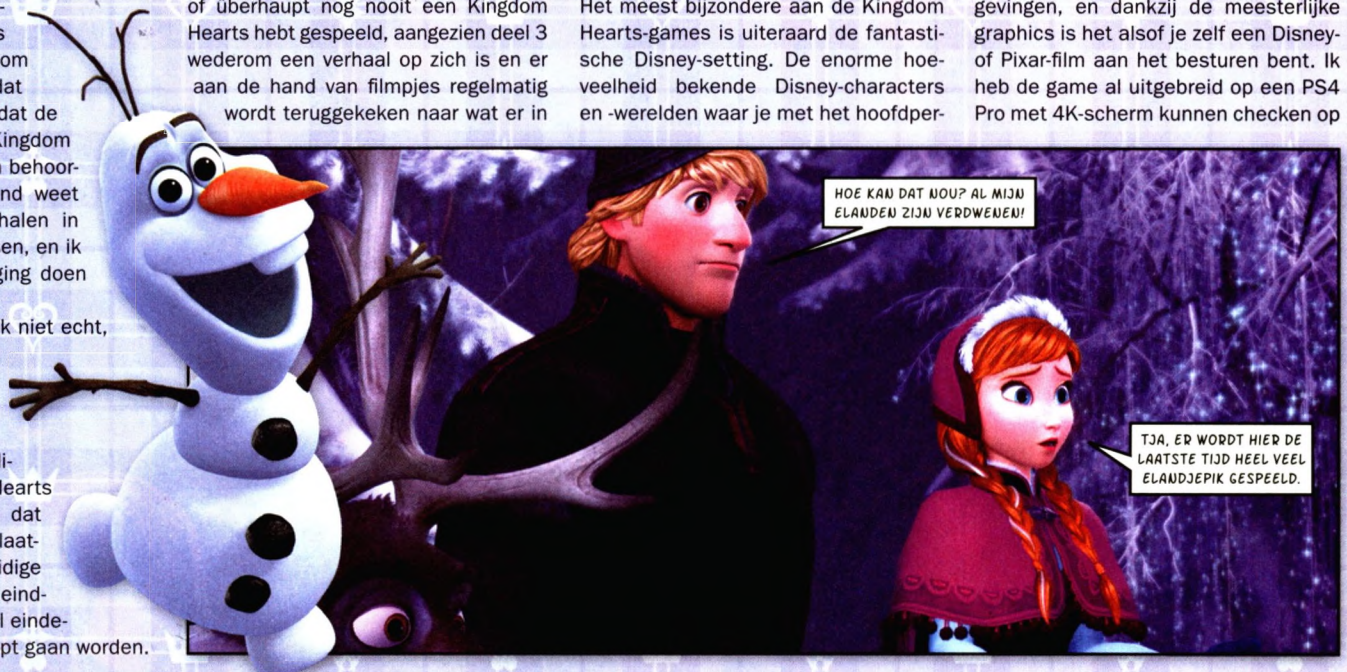 s
om
dat
dat de
Kingdom
behoor-
nd weet
halen in
sen, en ik
ging doen
k niet echt,
di-
Hearts
dat
laat-
idige
eind-
l einde-
pt gaan worden.
of überhaupt nog nooit een Kingdom
Hearts hebt gespeeld, aangezien deel 3
wederom een verhaal op zich is en er
aan de hand van filmpjes regelmatig
wordt teruggekeken naar wat er in
Het meest bijzondere aan de Kingdom
Hearts-games is uiteraard de fantasti-
sche Disney-setting. De enorme hoe-
veelheid bekende Disney-characters
en -werelden waar je met het hoofdper-
gevingen, en dankzij de meesterlijke
graphics is het alsof je zelf een Disney-
of Pixar-film aan het besturen bent. Ik
heb de game al uitgebreid op een PS4
Pro met 4K-scherm kunnen checken op
HOE KAN DAT NOU? AL MIJN
ELANDEN ZIJN VERDWENEN!
TJA, ER WORDT HIER DE
LAATSTE TIJD HEEL VEEL
ELANDJEPIK GESPEELD.